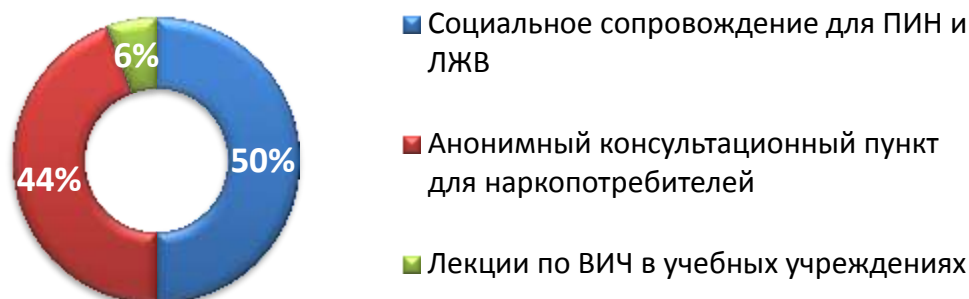 6%
50%
44%
Социальное сопровождение для ПИН и
ЛЖВ
Анонимный консультационный пункт
для наркопотребителей
Лекции по ВИЧ в учебных учреждениях